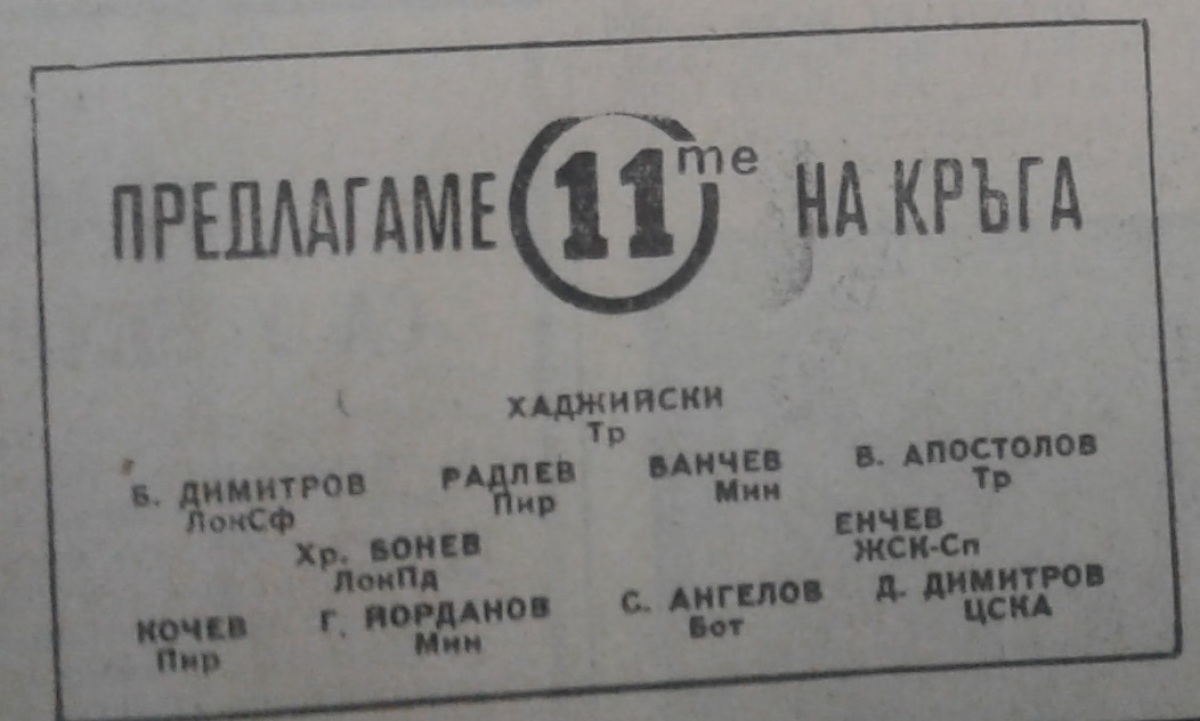 ПРЕДЛАГАМЕ 11те НА КРЪГА
ХАДЖИЙСКИ
Тр
Б. ДИМИТРОВ РАДЛЕВ ВАНЧЕВ В. АПОСТОЛОВ
ЛокСф Пир Мин Тр
Хр. БОНЕВ ЕНЧЕВ
ЛокПд ЖСК-Сп
КОЧЕВ Г. ЙОРДАНОВ С. АНГЕЛОВ Д. ДИМИТРОВ
Пир Мин Бот ЦСКА